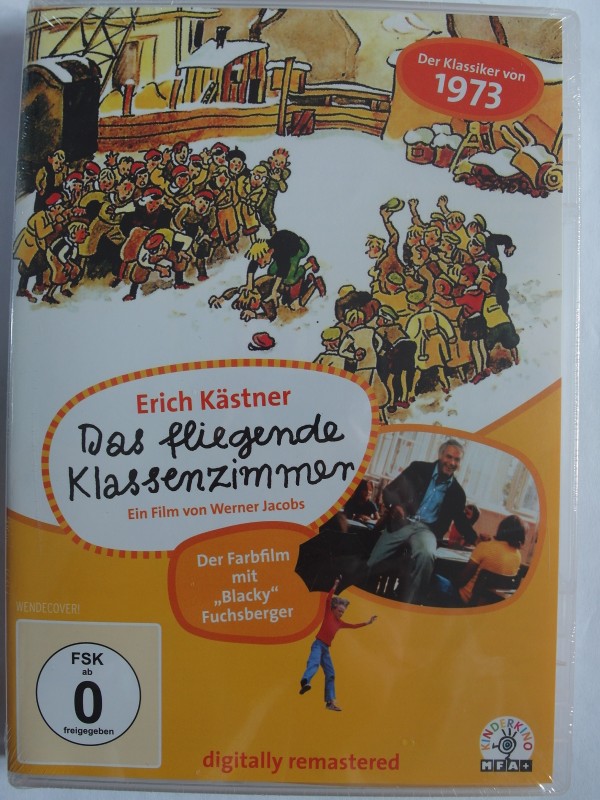 Der Klassiker von
1973
Erich Kästner
Das fliegende
Klassenzimmer
Ein Film von Werner Jacobs
Der Farbfilm
mit
„Blacky“
Fuchsberger
WENDECOVER!
FSK
ab
0
freigegeben
digitally remastered
KINDERKINO
MFA+